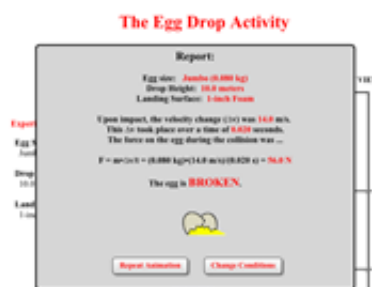 The Egg Drop Activity
Report:
Egg size: Jumbo (0.080 kg)
Drop Height: 10.0 meters
Landing Surface: 1-inch Foam
Upon impact, the velocity change (∆v) was 14.0 m/s.
This ∆v took place over a time of 0.020 seconds.
The force on the egg during the collision was ...
F = m•∆v/t = (0.080 kg)•(14.0 m/s)/(0.020 s) = 56.0 N
The egg is BROKEN.
Repeat Animation
Change Conditions